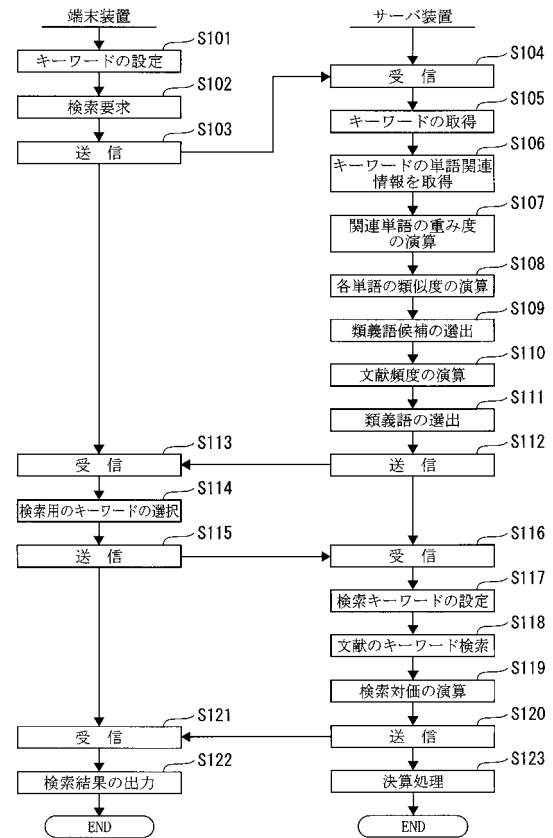 端末装置
サーバ装置
S101
キーワードの設定
S102
検索要求
S103
送信
S104
受信
S105
キーワードの取得
S106
キーワードの単語関連
情報を取得
S107
関連単語の重み度
の演算
S108
各単語の類似度の演算
S109
類義語候補の選出
S110
文献頻度の演算
S111
類義語の選出
S112
送信
S113
受信
S114
検索用のキーワードの選択
S115
送信
S116
受信
S117
検索キーワードの設定
S118
文献のキーワード検索
S119
検索対価の演算
S120
送信
S121
受信
S122
検索結果の出力
S123
決算処理
END
END